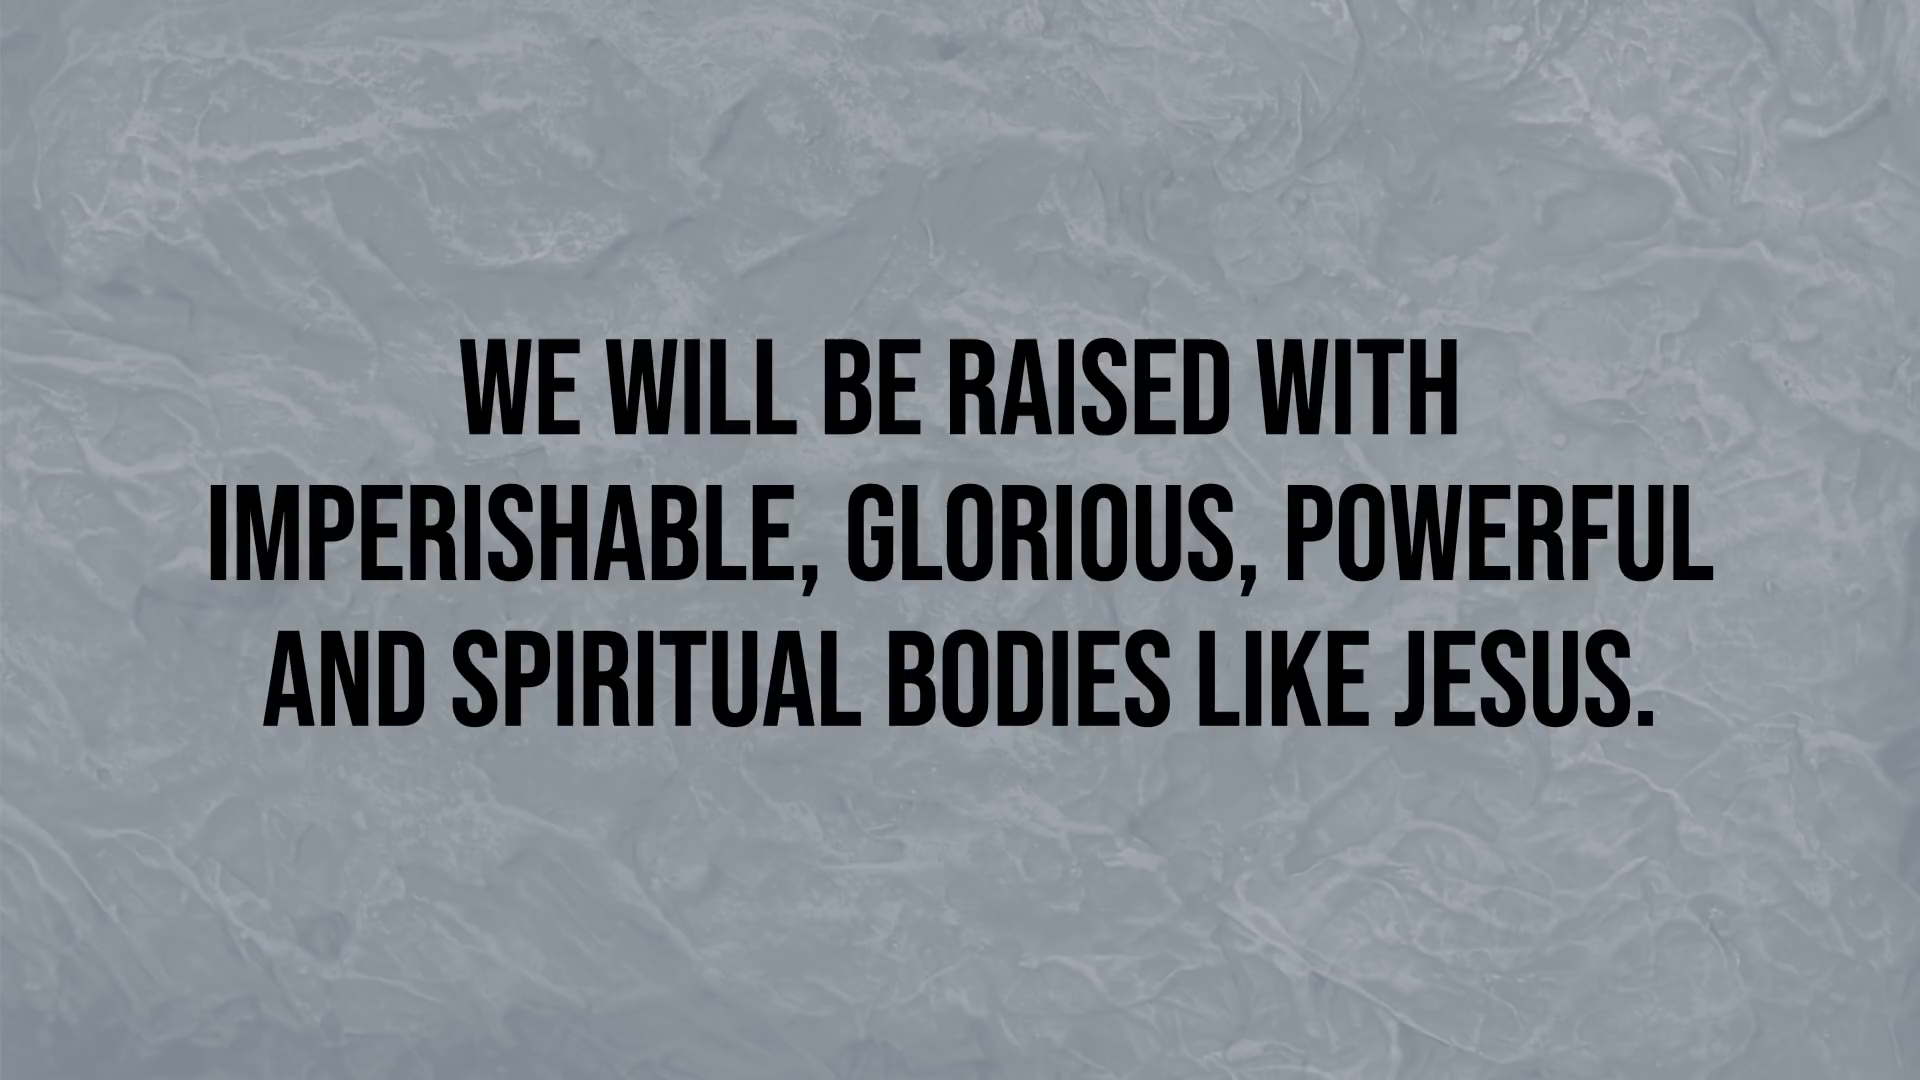 WE WILL BE RAISED WITH
IMPERISHABLE, GLORIOUS, POWERFUL
AND SPIRITUAL BODIES LIKE JESUS.